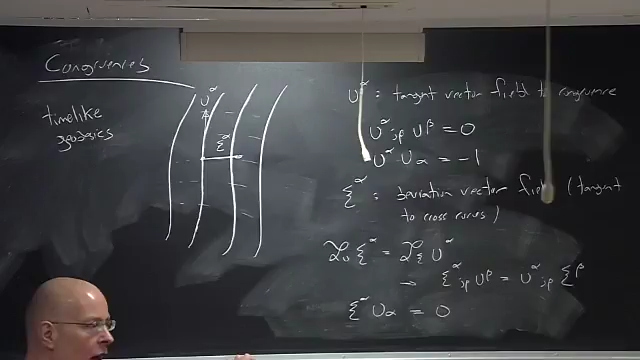 Congruences
timelike
geodesics
U^α
ξ^α
U^α : tangent vector field to congruence
U^α_{;β} U^β = 0
U^α U_α = -1
ξ^α : deviation vector field (tangent
to cross curves)
ℒ_U ξ^α = ℒ_ξ U^α
→ ξ^α_{;β} U^β = U^α_{;β} ξ^β
ξ^α U_α = 0